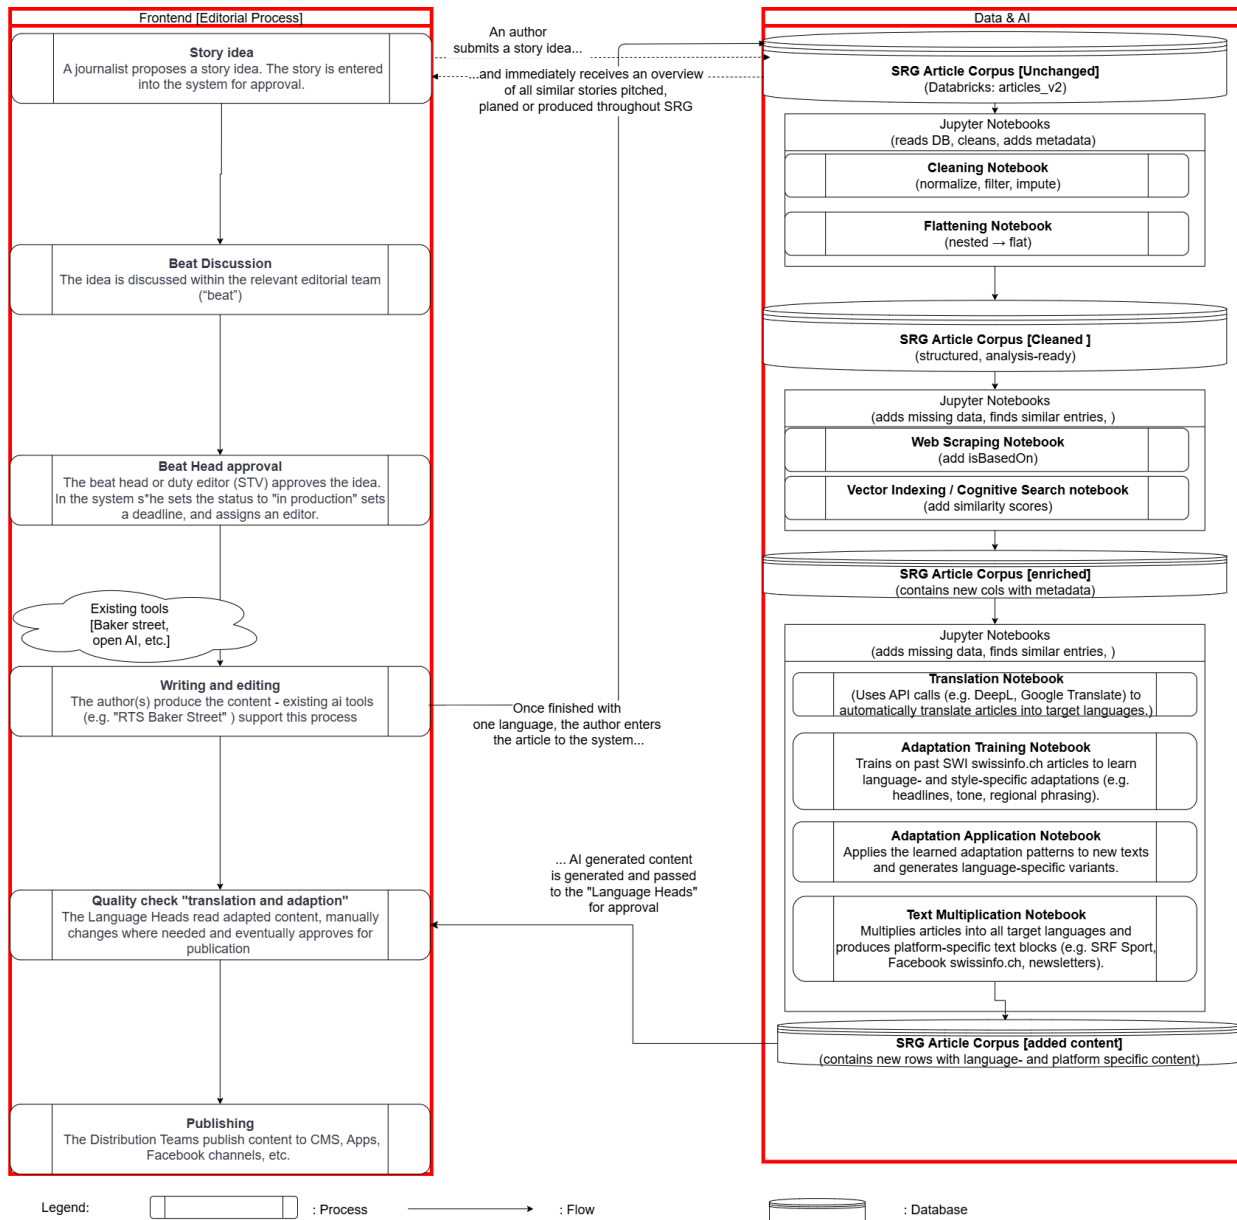 Frontend [Editorial Process]
Story idea
A journalist proposes a story idea. The story is entered
into the system for approval.
Beat Discussion
The idea is discussed within the relevant editorial team
(“beat”)
Beat Head approval
The beat head or duty editor (STV) approves the idea.
In the system s*he sets the status to "in production" sets
a deadline, and assigns an editor.
Existing tools
[Baker street,
open AI, etc.]
Writing and editing
The author(s) produce the content - existing ai tools
(e.g. "RTS Baker Street" ) support this process
Quality check "translation and adaption"
The Language Heads read adapted content, manually
changes where needed and eventually approves for
publication
Publishing
The Distribution Teams publish content to CMS, Apps,
Facebook channels, etc.
An author
submits a story idea...
...and immediately receives an overview
of all similar stories pitched,
planed or produced throughout SRG
Once finished with
one language, the author enters
the article to the system...
... AI generated content
is generated and passed
to the "Language Heads"
for approval
Data & AI
SRG Article Corpus [Unchanged]
(Databricks: articles_v2)
Jupyter Notebooks
(reads DB, cleans, adds metadata)
Cleaning Notebook
(normalize, filter, impute)
Flattening Notebook
(nested → flat)
SRG Article Corpus [Cleaned ]
(structured, analysis-ready)
Jupyter Notebooks
(adds missing data, finds similar entries, )
Web Scraping Notebook
(add isBasedOn)
Vector Indexing / Cognitive Search notebook
(add similarity scores)
SRG Article Corpus [enriched]
(contains new cols with metadata)
Jupyter Notebooks
(adds missing data, finds similar entries, )
Translation Notebook
(Uses API calls (e.g. DeepL, Google Translate) to
automatically translate articles into target languages.)
Adaptation Training Notebook
Trains on past SWI swissinfo.ch articles to learn
language- and style-specific adaptations (e.g.
headlines, tone, regional phrasing).
Adaptation Application Notebook
Applies the learned adaptation patterns to new texts
and generates language-specific variants.
Text Multiplication Notebook
Multiplies articles into all target languages and
produces platform-specific text blocks (e.g. SRF Sport,
Facebook swissinfo.ch, newsletters).
SRG Article Corpus [added content]
(contains new rows with language- and platform specific content)
Legend:
: Process
: Flow
: Database